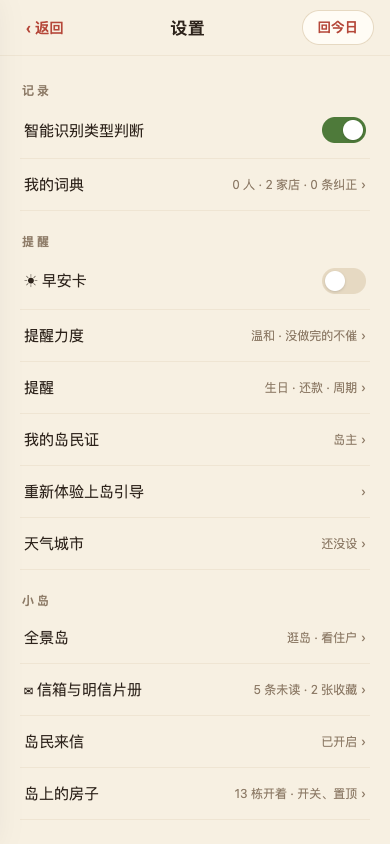 ‹ 返回 设置 回今日
记录
智能识别类型判断
我的词典 0 人 · 2 家店 · 0 条纠正 ›
提醒
☀ 早安卡
提醒力度 温和 · 没做完的不催 ›
提醒 生日 · 还款 · 周期 ›
我的岛民证 岛主 ›
重新体验上岛引导 ›
天气城市 还没设 ›
小岛
全景岛 逛岛 · 看住户 ›
✉ 信箱与明信片册 5 条未读 · 2 张收藏 ›
岛民来信 已开启 ›
岛上的房子 13 栋开着 · 开关、置顶 ›